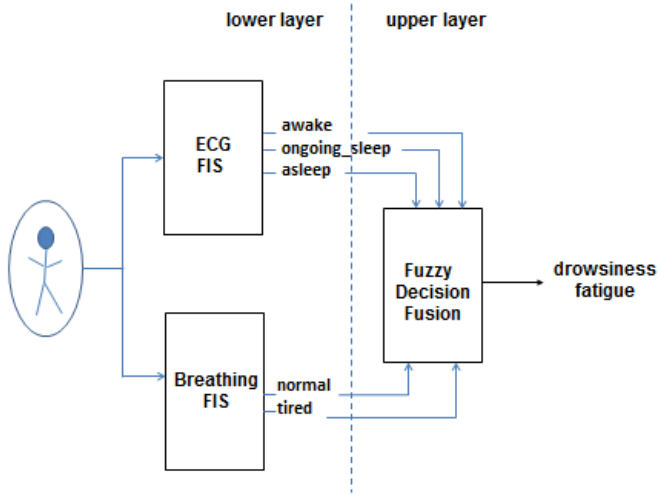 lower layer
upper layer
ECG
FIS
awake
ongoing_sleep
asleep
Fuzzy
Decision
Fusion
drowsiness
fatigue
Breathing
FIS
normal
tired